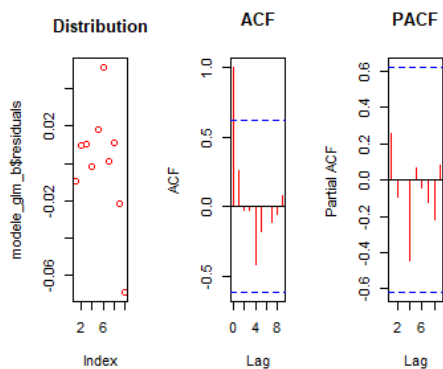 Distribution
ACF
PACF
modele_glm_b$residuals
0.02
-0.02
-0.06
2 6
Index
ACF
1.0
0.5
0.0
-0.5
0 4 8
Lag
Partial ACF
0.6
0.4
0.2
0.0
-0.2
-0.4
-0.6
2 6
Lag